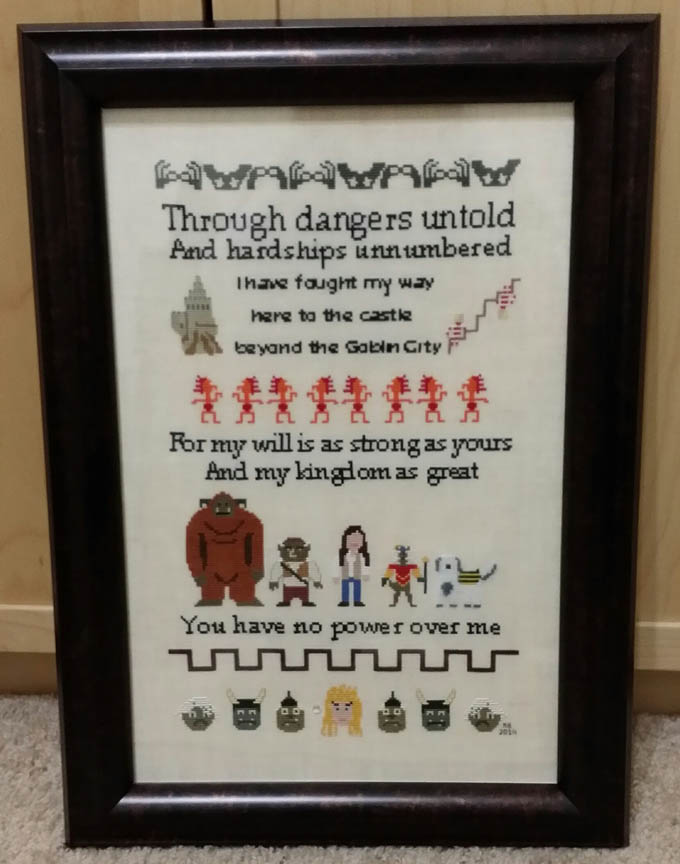 Through dangers untold
And hardships unnumbered
I have fought my way
here to the castle
beyond the Goblin City
For my will is as strong as yours
And my kingdom as great
You have no power over me
2014